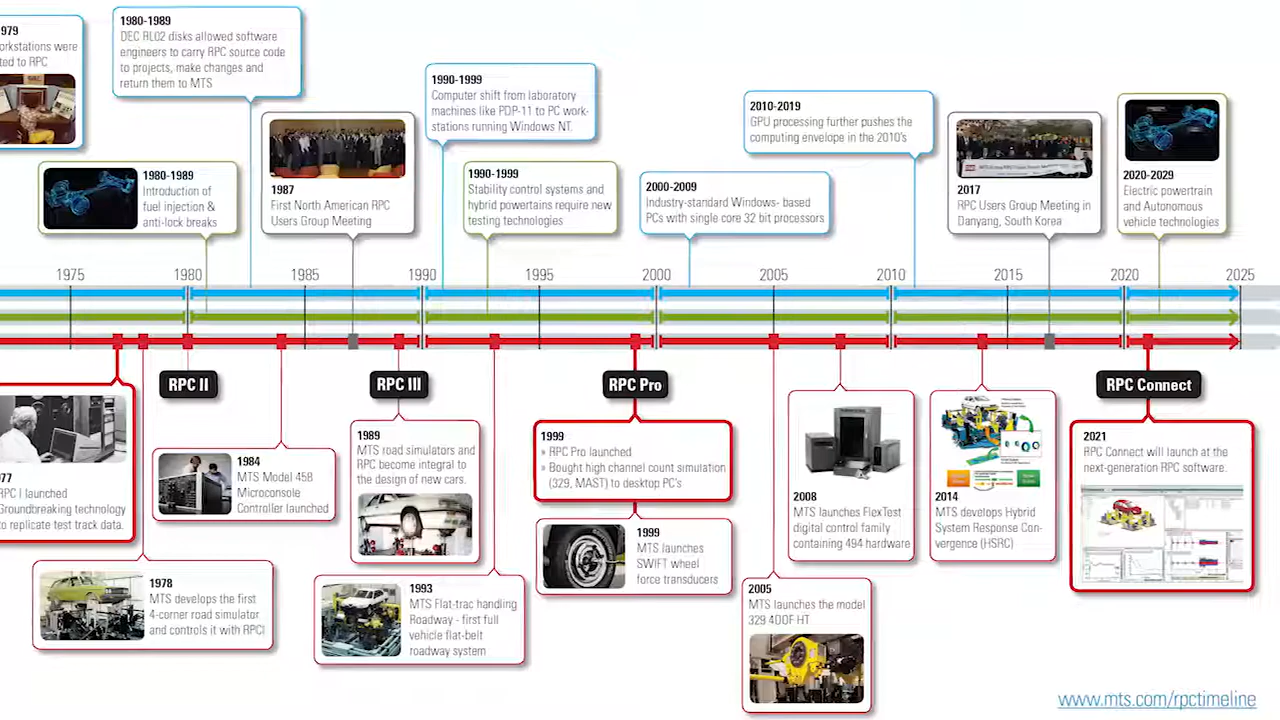 979
orkstations were
ted to RPC
1980-1989
DEC RL02 disks allowed software
engineers to carry RPC source code
to projects, make changes and
return them to MTS
1990-1999
Computer shift from laboratory
machines like PDP-11 to PC work-
stations running Windows NT.
2010-2019
GPU processing further pushes the
computing envelope in the 2010's
1980-1989
Introduction of
fuel injection &
anti-lock breaks
1987
First North American RPC
Users Group Meeting
1990-1999
Stability control systems and
hybrid powertains require new
testing technologies
2000-2009
Industry-standard Windows- based
PCs with single core 32 bit processors
2017
RPC Users Group Meeting in
Danyang, South Korea
2020-2029
Electric powertrain
and Autonomous
vehicle technologies
1975 1980 1985 1990 1995 2000 2005 2010 2015 2020 2025
RPC II
RPC III
RPC Pro
RPC Connect
77
RPC I launched
Groundbreaking technology
to replicate test track data.
1984
MTS Model 458
Microconsole
Controller launched
1989
MTS road simulators and
RPC become integral to
the design of new cars.
1999
» RPC Pro launched
» Bought high channel count simulation
(329, MAST) to desktop PC's
2008
MTS launches FlexTest
digital control family
containing 494 hardware
2014
MTS develops Hybrid
System Response Con-
vergence (HSRC)
2021
RPC Connect will launch at the
next-generation RPC software.
1978
MTS develops the first
4-corner road simulator
and controls it with RPCI
1993
MTS Flat-trac handling
Roadway - first full
vehicle flat-belt
roadway system
1999
MTS launches
SWIFT wheel
force transducers
2005
MTS launches the model
329 4DOF HT
www.mts.com/rpctimeline